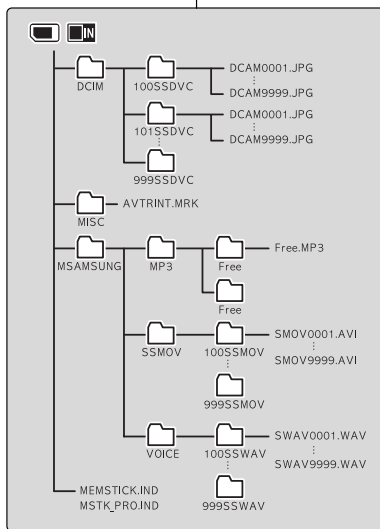 IN
DCIM
100SSDVC
DCAM0001.JPG
DCAM9999.JPG
101SSDVC
DCAM0001.JPG
DCAM9999.JPG
999SSDVC
MISC
AVTRINT.MRK
MSAMSUNG
MP3
Free
Free.MP3
Free
SSMOV
100SSMOV
SMOV0001.AVI
SMOV9999.AVI
999SSMOV
VOICE
100SSWAV
SWAV0001.WAV
SWAV9999.WAV
999SSWAV
MEMSTICK.IND
MSTK_PRO.IND